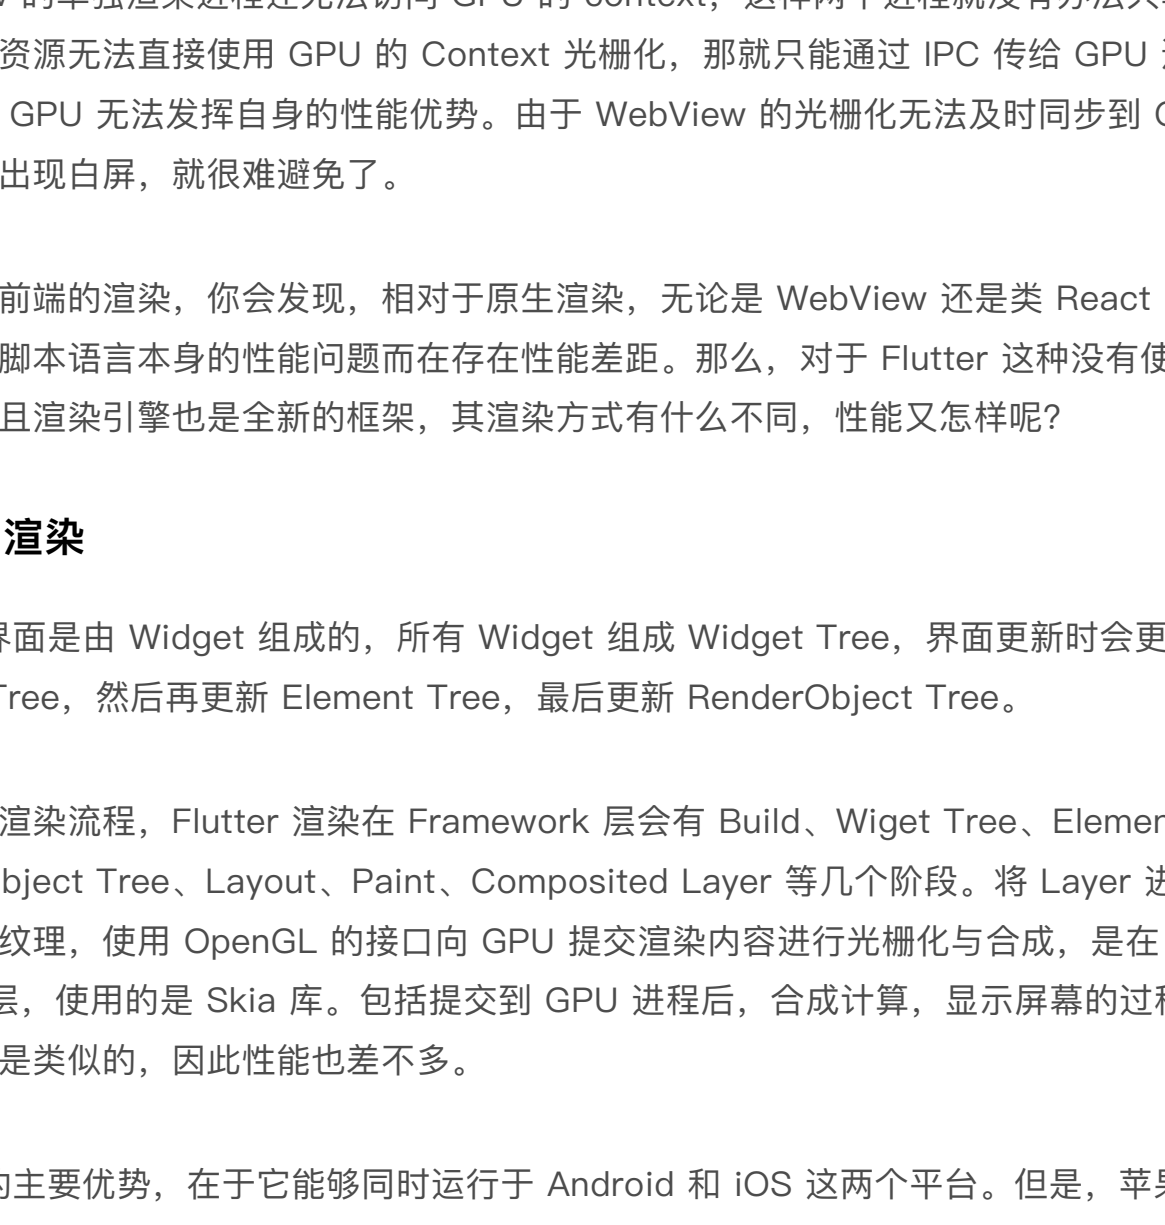 的单独渲染进程还无法访问 GPU 的 context，这样两个进程就没有办法共
资源无法直接使用 GPU 的 Context 光栅化，那就只能通过 IPC 传给 GPU
GPU 无法发挥自身的性能优势。由于 WebView 的光栅化无法及时同步到
出现白屏，就很难避免了。
前端的渲染，你会发现，相对于原生渲染，无论是 WebView 还是类 React
脚本语言本身的性能问题而在存在性能差距。那么，对于 Flutter 这种没有使
且渲染引擎也是全新的框架，其渲染方式有什么不同，性能又怎样呢？
渲染
界面是由 Widget 组成的，所有 Widget 组成 Widget Tree，界面更新时会更
Tree，然后再更新 Element Tree，最后更新 RenderObject Tree。
渲染流程，Flutter 渲染在 Framework 层会有 Build、Wiget Tree、Elemen
bject Tree、Layout、Paint、Composited Layer 等几个阶段。将 Layer 进
纹理，使用 OpenGL 的接口向 GPU 提交渲染内容进行光栅化与合成，是在
层，使用的是 Skia 库。包括提交到 GPU 进程后，合成计算，显示屏幕的过程
是类似的，因此性能也差不多。
的主要优势，在于它能够同时运行于 Android 和 iOS 这两个平台。但是，苹果